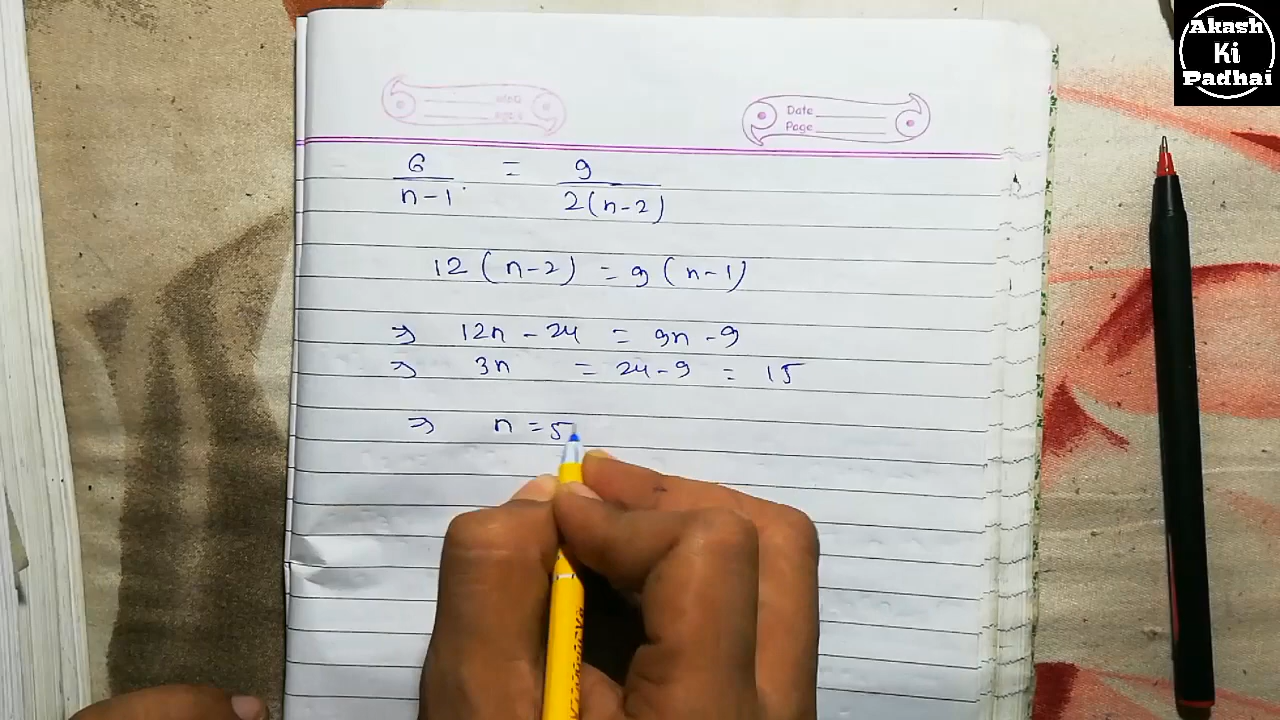 Akash
Ki
Padhai
Date
Page
6/(n-1) = 9/(2(n-2))
12(n-2) = 9(n-1)
⇒ 12n - 24 = 9n - 9
⇒ 3n = 24 - 9 = 15
⇒ n = 5